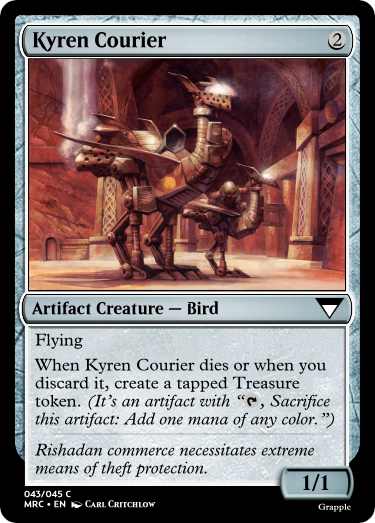 Kyren Courier 2
Artifact Creature — Bird
Flying
When Kyren Courier dies or when you
discard it, create a tapped Treasure
token. (It's an artifact with “, Sacrifice
this artifact: Add one mana of any color.”)
Rishadan commerce necessitates extreme
means of theft protection.
1/1
043/045 C
MRC • EN Carl Critchlow
Grapple